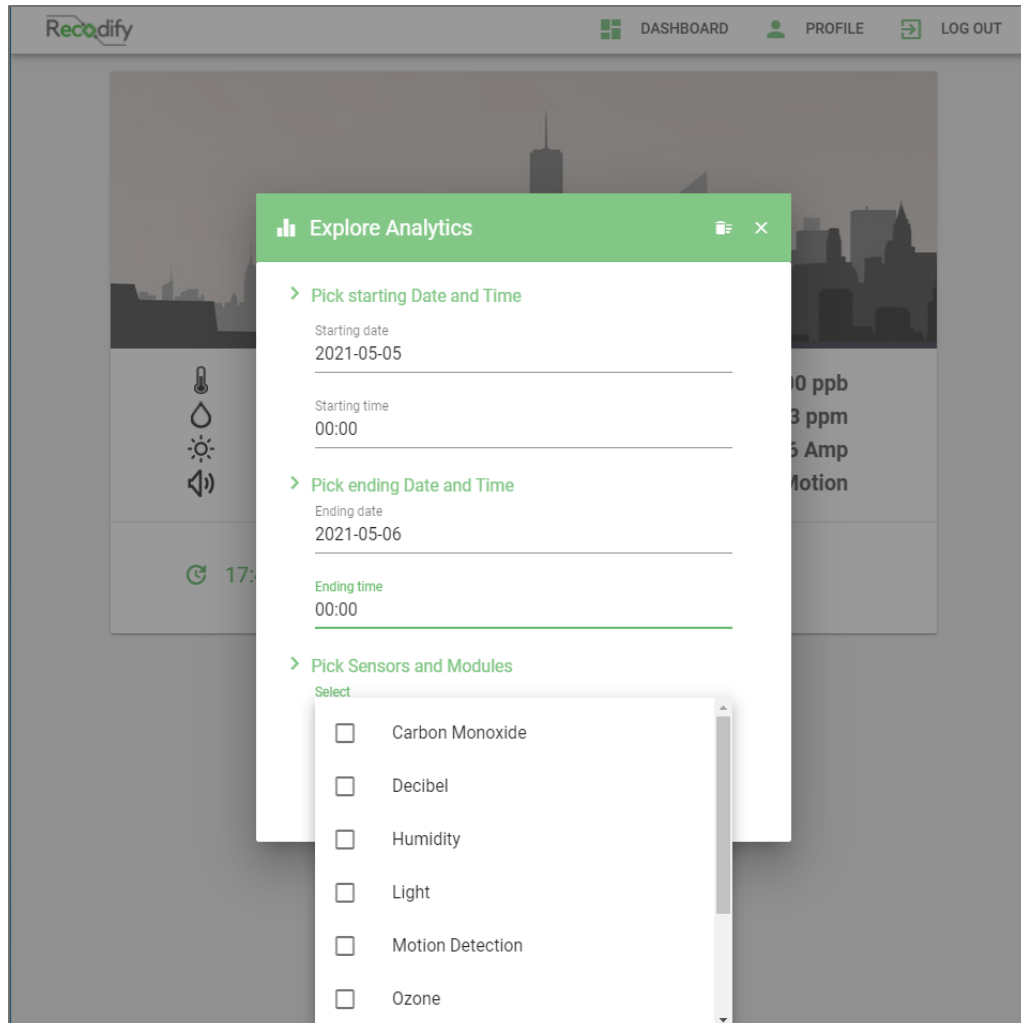 Recodify DASHBOARD PROFILE LOG OUT
Explore Analytics
Pick starting Date and Time
Starting date
2021-05-05
Starting time
00:00
Pick ending Date and Time
Ending date
2021-05-06
Ending time
00:00
Pick Sensors and Modules
Select
Carbon Monoxide
Decibel
Humidity
Light
Motion Detection
Ozone
ppb
ppm
Amp
17: